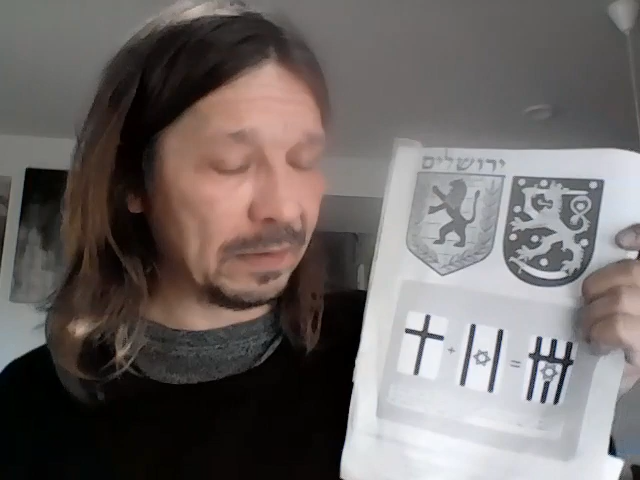 ירושלים
+ =